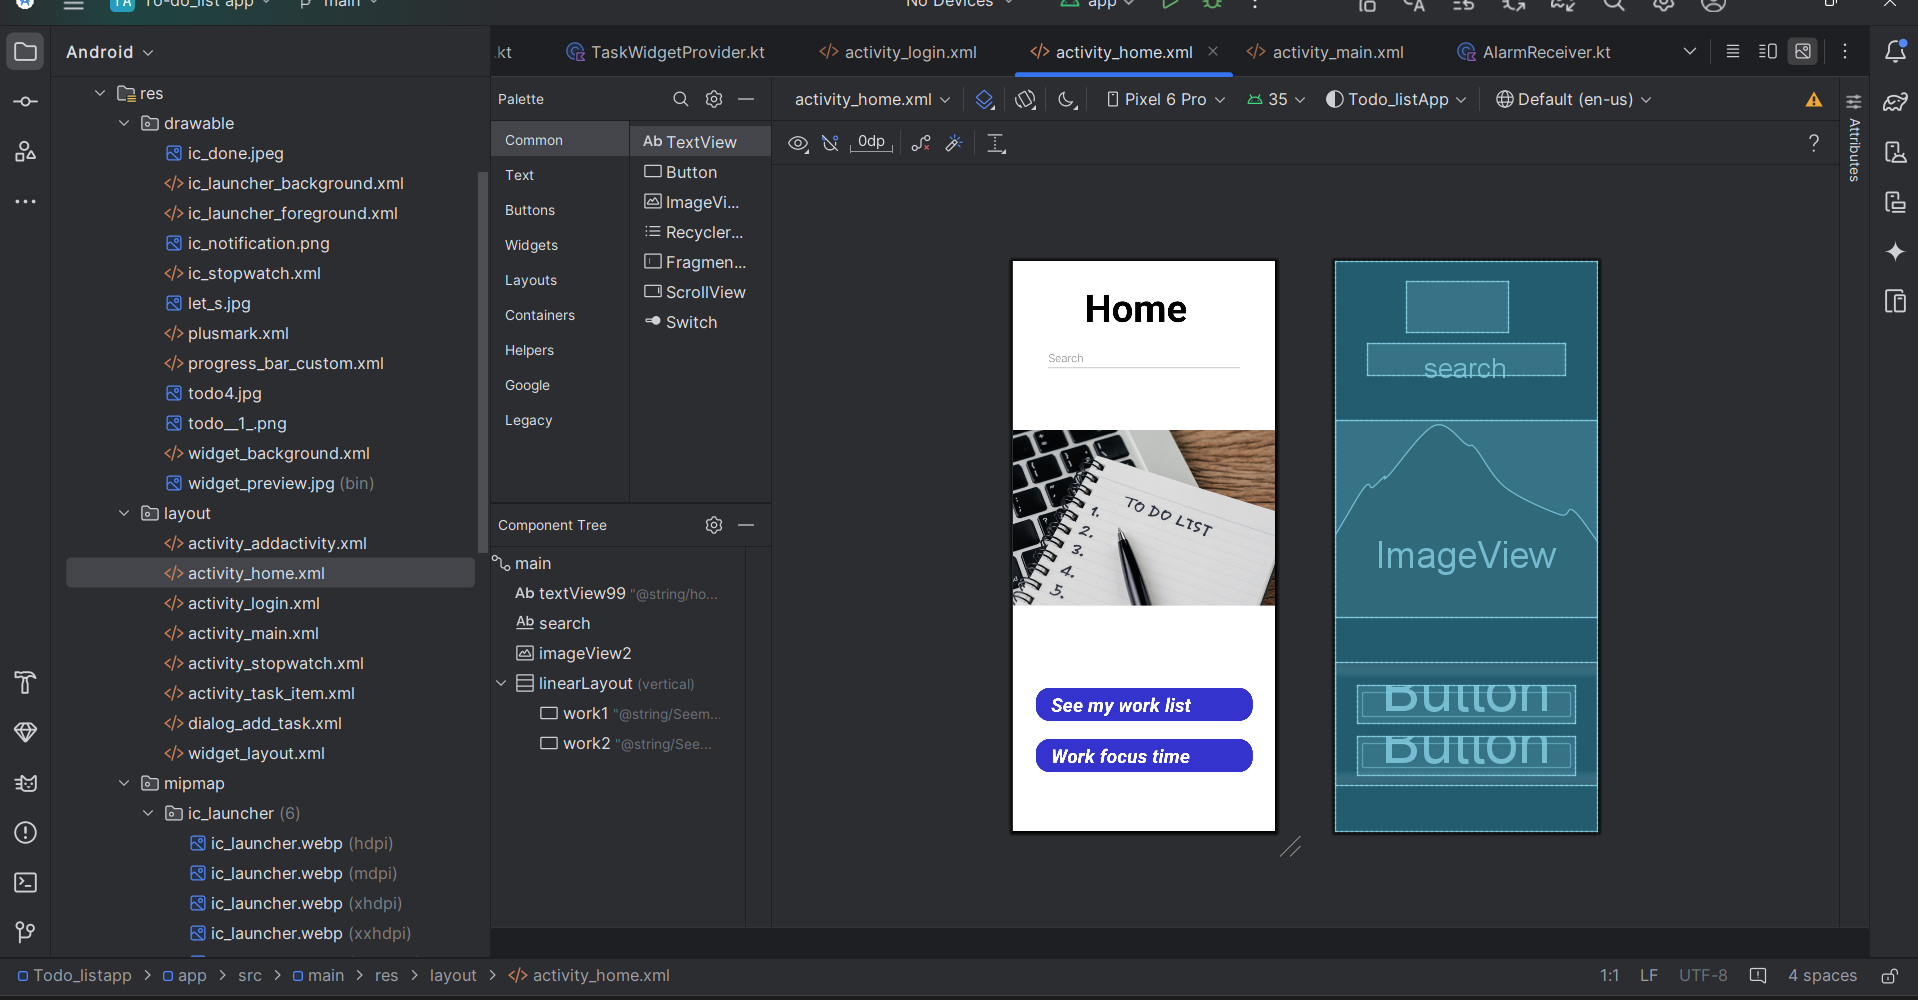 TA To-do_list app main No Devices app
Android
.kt TaskWidgetProvider.kt activity_login.xml activity_home.xml activity_main.xml AlarmReceiver.kt
res
drawable
ic_done.jpeg
ic_launcher_background.xml
ic_launcher_foreground.xml
ic_notification.png
ic_stopwatch.xml
let_s.jpg
plusmark.xml
progress_bar_custom.xml
todo4.jpg
todo__1_.png
widget_background.xml
widget_preview.jpg (bin)
layout
activity_addactivity.xml
activity_home.xml
activity_login.xml
activity_main.xml
activity_stopwatch.xml
activity_task_item.xml
dialog_add_task.xml
widget_layout.xml
mipmap
ic_launcher (6)
ic_launcher.webp (hdpi)
ic_launcher.webp (mdpi)
ic_launcher.webp (xhdpi)
ic_launcher.webp (xxhdpi)
Palette
Common
Text
Buttons
Widgets
Layouts
Containers
Helpers
Google
Legacy
Ab TextView
Button
ImageVi...
Recycler...
Fragmen...
ScrollView
Switch
Component Tree
main
Ab textView99 "@string/ho...
Ab search
imageView2
linearLayout (vertical)
work1 "@string/Seem...
work2 "@string/See...
activity_home.xml Pixel 6 Pro 35 Todo_listApp Default (en-us)
0dp ?
Attributes
Home
Search
TO DO LIST
1.
2.
3.
4.
5.
See my work list
Work focus time
search
ImageView
Button
Button
Todo_listapp > app > src > main > res > layout > activity_home.xml
1:1 LF UTF-8 4 spaces